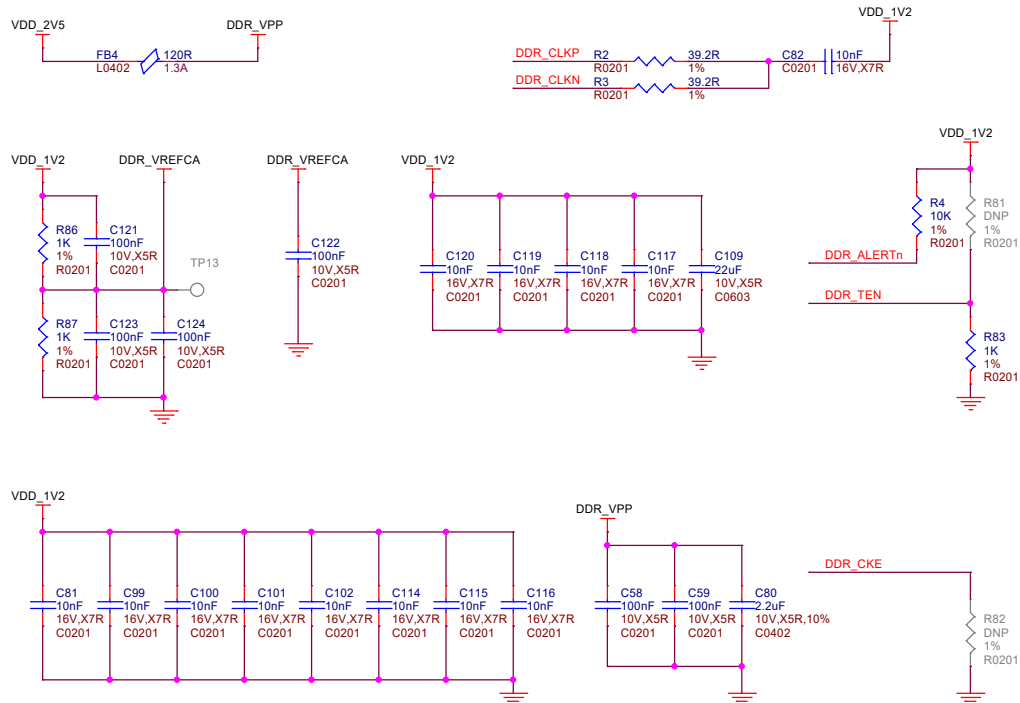 VDD_2V5
DDR_VPP
FB4 120R
L0402 1.3A
VDD_1V2
DDR_CLKP R2 39.2R C82 10nF
R0201 1% C0201 16V,X7R
DDR_CLKN R3 39.2R
R0201 1%
VDD_1V2
DDR_VREFCA
R86
1K
1%
R0201
C121
100nF
10V,X5R
C0201
TP13
R87
1K
1%
R0201
C123
100nF
10V,X5R
C0201
C124
100nF
10V,X5R
C0201
DDR_VREFCA
C122
100nF
10V,X5R
C0201
VDD_1V2
C120
10nF
16V,X7R
C0201
C119
10nF
16V,X7R
C0201
C118
10nF
16V,X7R
C0201
C117
10nF
16V,X7R
C0201
C109
22uF
10V,X5R
C0603
VDD_1V2
R4
10K
1%
R0201
R81
DNP
1%
R0201
DDR_ALERTn
DDR_TEN
R83
1K
1%
R0201
VDD_1V2
C81
10nF
16V,X7R
C0201
C99
10nF
16V,X7R
C0201
C100
10nF
16V,X7R
C0201
C101
10nF
16V,X7R
C0201
C102
10nF
16V,X7R
C0201
C114
10nF
16V,X7R
C0201
C115
10nF
16V,X7R
C0201
C116
10nF
16V,X7R
C0201
DDR_VPP
C58
100nF
10V,X5R
C0201
C59
100nF
10V,X5R
C0201
C80
2.2uF
10V,X5R,10%
C0402
DDR_CKE
R82
DNP
1%
R0201